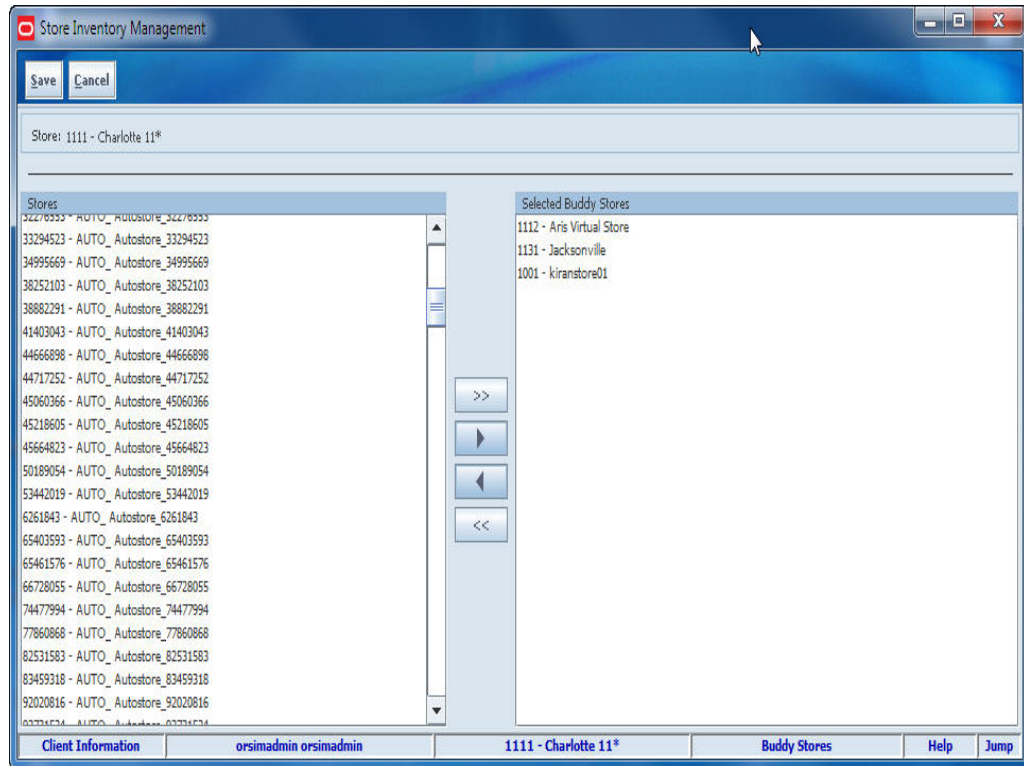 Store Inventory Management
Save Cancel
Store: 1111 - Charlotte 11*
Stores
32276553 - AUTO_ Autostore_32276553
33294523 - AUTO_ Autostore_33294523
34995669 - AUTO_ Autostore_34995669
38252103 - AUTO_ Autostore_38252103
38882291 - AUTO_ Autostore_38882291
41403043 - AUTO_ Autostore_41403043
44666898 - AUTO_ Autostore_44666898
44717252 - AUTO_ Autostore_44717252
45060366 - AUTO_ Autostore_45060366
45218605 - AUTO_ Autostore_45218605
45664823 - AUTO_ Autostore_45664823
50189054 - AUTO_ Autostore_50189054
53442019 - AUTO_ Autostore_53442019
6261843 - AUTO_ Autostore_6261843
65403593 - AUTO_ Autostore_65403593
65461576 - AUTO_ Autostore_65461576
66728055 - AUTO_ Autostore_66728055
74477994 - AUTO_ Autostore_74477994
77860868 - AUTO_ Autostore_77860868
82531583 - AUTO_ Autostore_82531583
83459318 - AUTO_ Autostore_83459318
92020816 - AUTO_ Autostore_92020816
>>
<<
Selected Buddy Stores
1112 - Aris Virtual Store
1131 - Jacksonville
1001 - kiranstore01
Client Information orsimadmin orsimadmin 1111 - Charlotte 11* Buddy Stores Help Jump